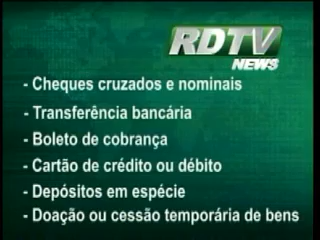 RDTV
NEWS
- Cheques cruzados e nominais
- Transferência bancária
- Boleto de cobrança
- Cartão de crédito ou débito
- Depósitos em espécie
- Doação ou cessão temporária de bens